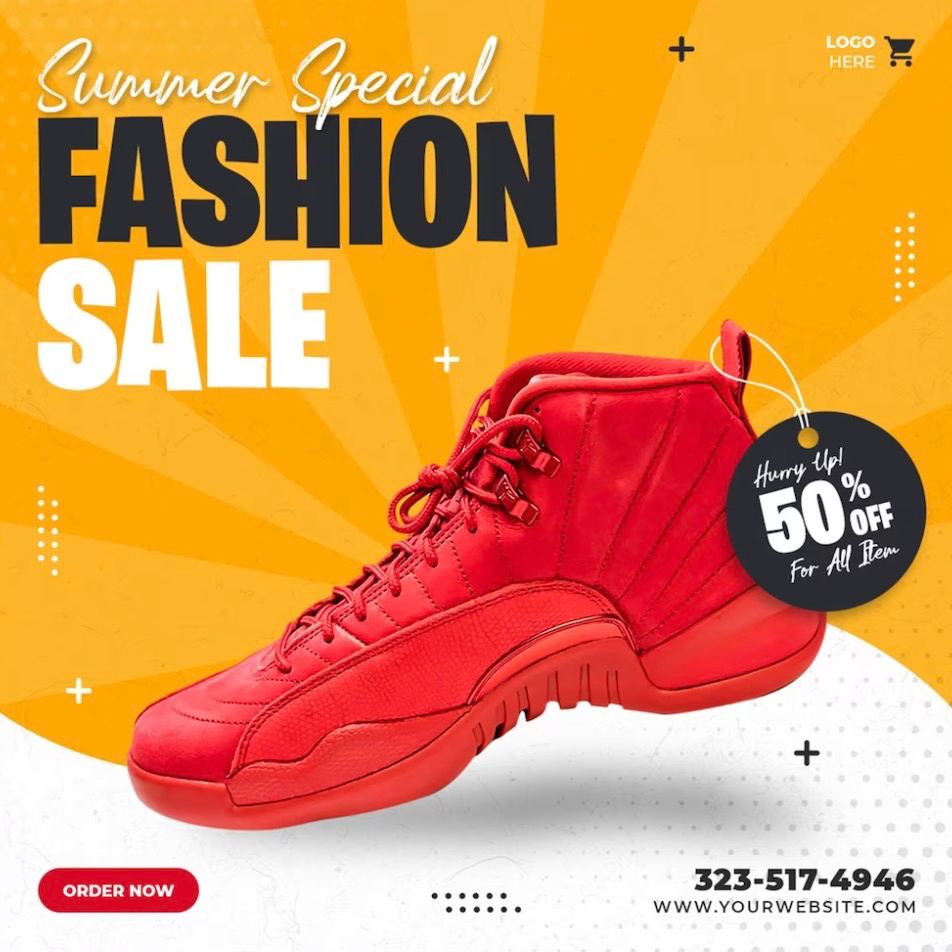 Summer Special
FASHION
SALE
LOGO
HERE
Hurry Up!
50%
OFF
For All Item
ORDER NOW
323-517-4946
WWW.YOURWEBSITE.COM